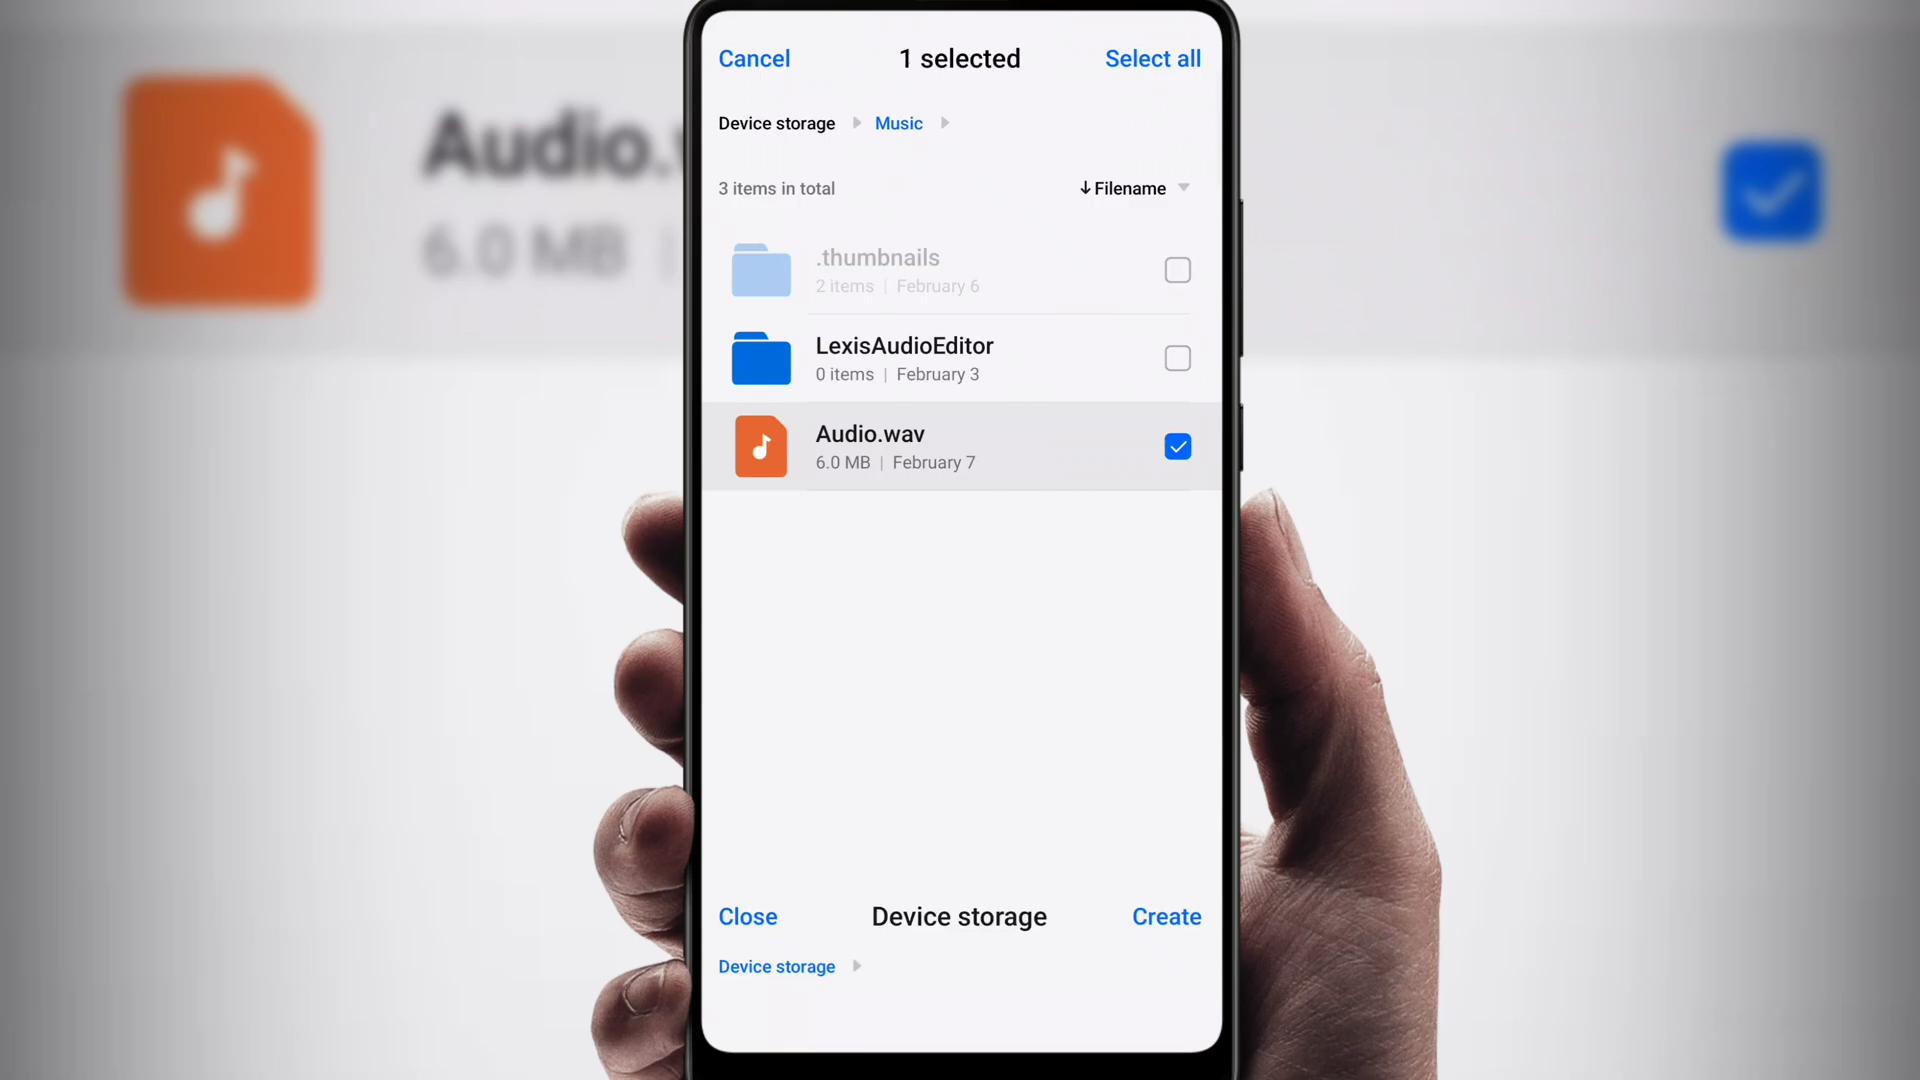 Cancel 1 selected Select all
Device storage Music
3 items in total Filename
.thumbnails
2 items | February 6
LexisAudioEditor
0 items | February 3
Audio.wav
6.0 MB | February 7
Close Device storage Create
Device storage
Audio.
6.0 MB |